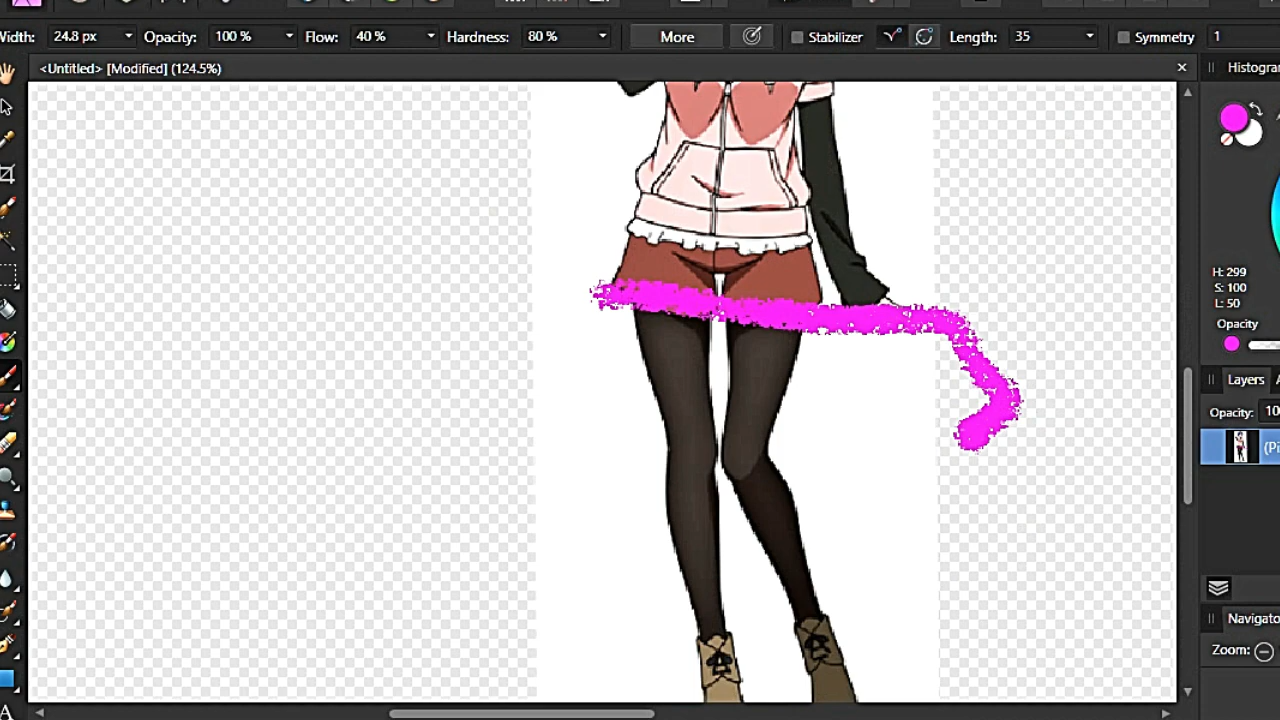 Width: 24.8 px Opacity: 100 % Flow: 40 % Hardness: 80 % More Stabilizer Length: 35 Symmetry 1
<Untitled> [Modified] (124.5%)
Histogram
H: 299
S: 100
L: 50
Opacity
Layers
Opacity: 10
(Pi
Navigato
Zoom:
A